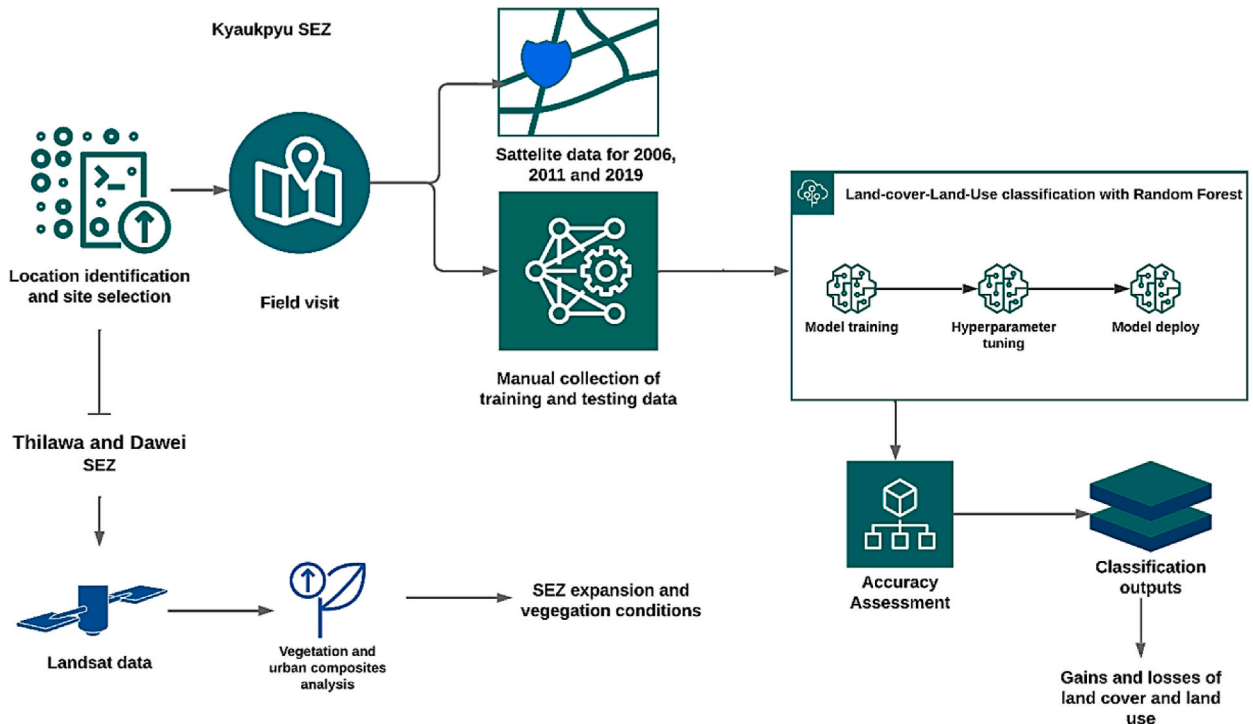 Kyaukpyu SEZ
Sattelite data for 2006,
2011 and 2019
Location identification
and site selection
Field visit
Manual collection of
training and testing data
Land-cover-Land-Use classification with Random Forest
Model training
Hyperparameter
tuning
Model deploy
Thilawa and Dawei
SEZ
Landsat data
Vegetation and
urban composites
analysis
SEZ expansion and
vegegation conditions
Accuracy
Assessment
Classification
outputs
Gains and losses of
land cover and land
use